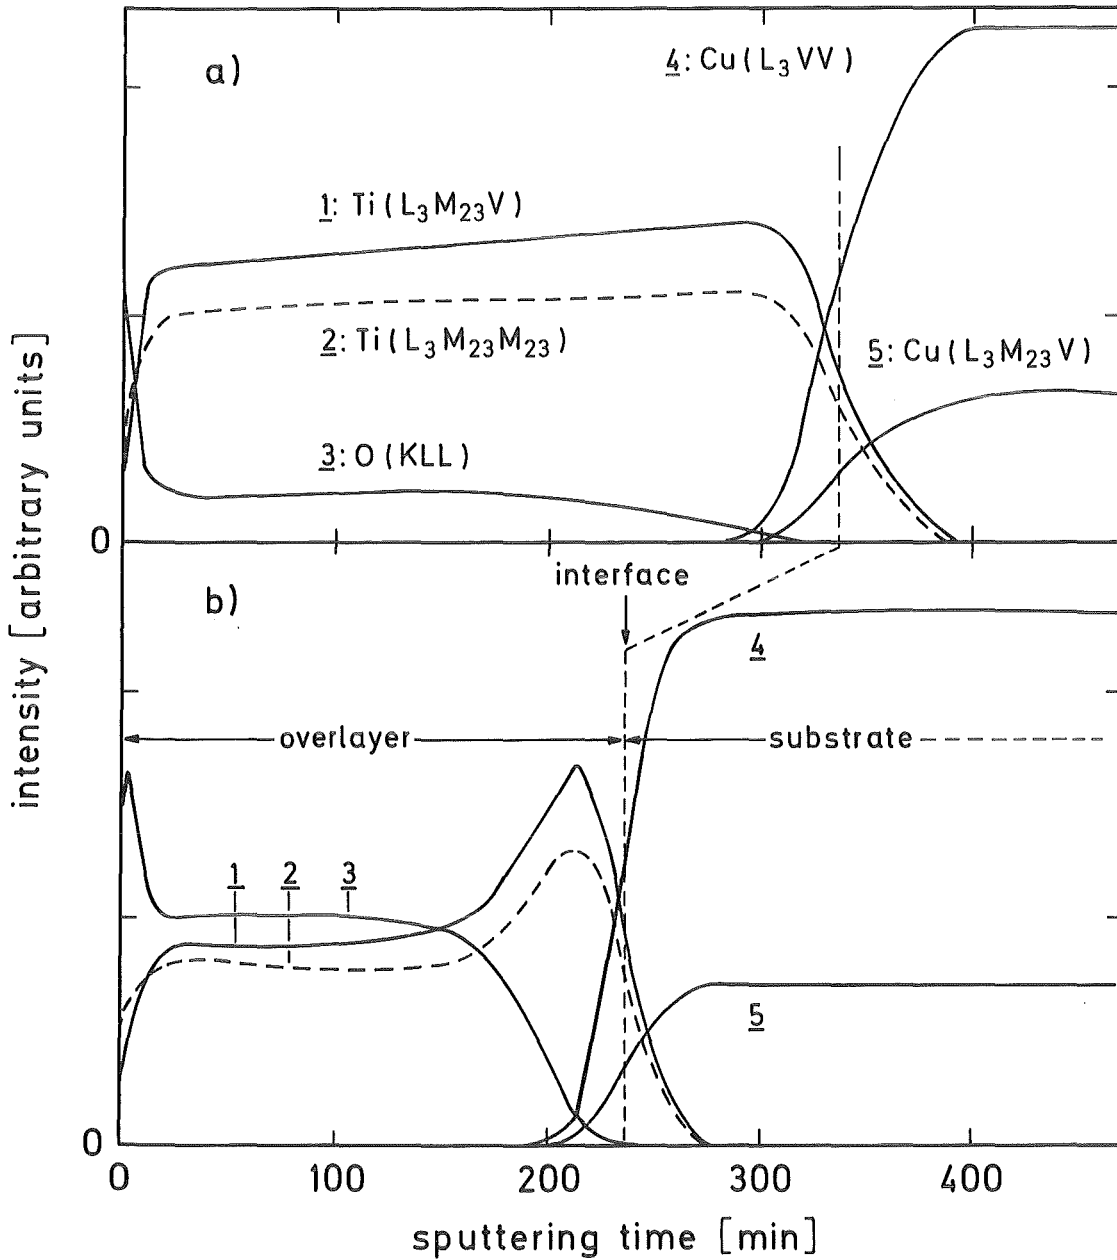 a)
4: Cu(L₃VV)
1: Ti(L₃M₂₃V)
2: Ti(L₃M₂₃M₂₃)
5: Cu(L₃M₂₃V)
3: O(KLL)
0
intensity [arbitrary units]
interface
b)
4
overlayer
substrate
1 2 3
5
0
0 100 200 300 400
sputtering time [min]